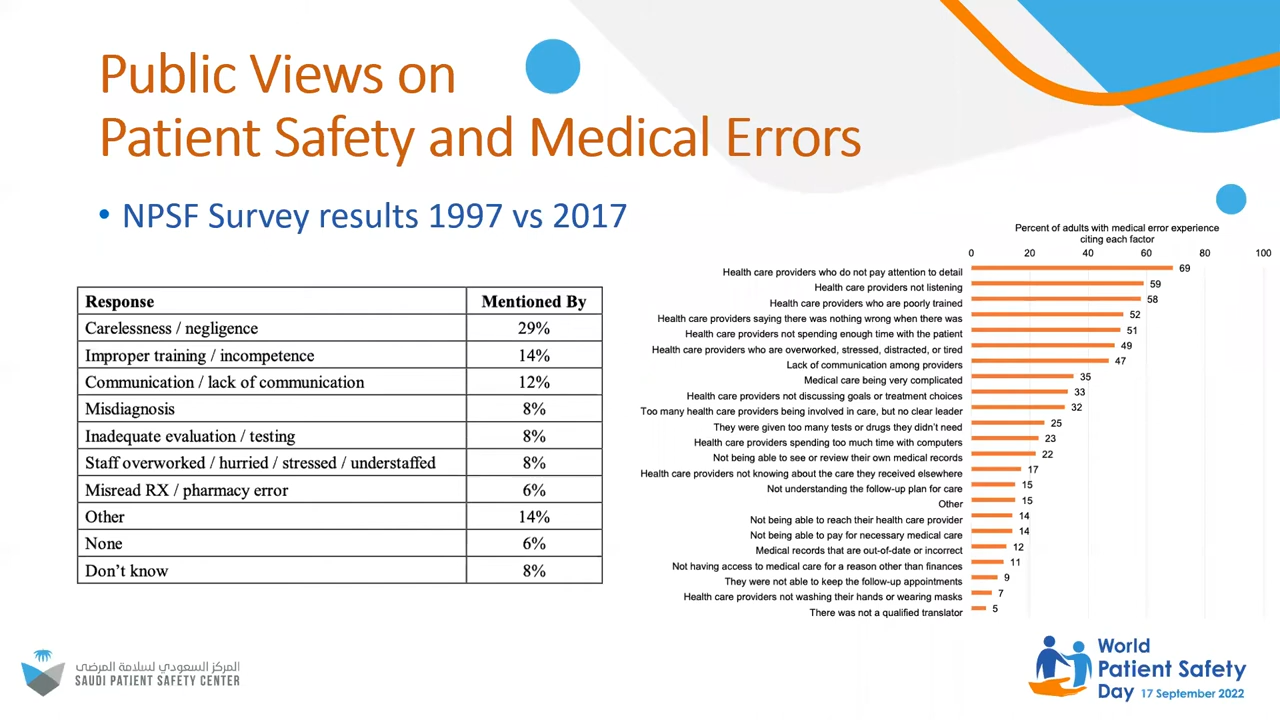 Public Views on
Patient Safety and Medical Errors
• NPSF Survey results 1997 vs 2017
Response Mentioned By
Carelessness / negligence 29%
Improper training / incompetence 14%
Communication / lack of communication 12%
Misdiagnosis 8%
Inadequate evaluation / testing 8%
Staff overworked / hurried / stressed / understaffed 8%
Misread RX / pharmacy error 6%
Other 14%
None 6%
Don't know 8%
Percent of adults with medical error experience
citing each factor
0 20 40 60 80 100
Health care providers who do not pay attention to detail 69
Health care providers not listening 59
Health care providers who are poorly trained 58
Health care providers saying there was nothing wrong when there was 52
Health care providers not spending enough time with the patient 51
Health care providers who are overworked, stressed, distracted, or tired 49
Lack of communication among providers 47
Medical care being very complicated 35
Health care providers not discussing goals or treatment choices 33
Too many health care providers being involved in care, but no clear leader 32
They were given too many tests or drugs they didn't need 25
Health care providers spending too much time with computers 23
Not being able to see or review their own medical records 22
Health care providers not knowing about the care they received elsewhere 17
Not understanding the follow-up plan for care 15
Other 15
Not being able to reach their health care provider 14
Not being able to pay for necessary medical care 14
Medical records that are out-of-date or incorrect 12
Not having access to medical care for a reason other than finances 11
They were not able to keep the follow-up appointments 9
Health care providers not washing their hands or wearing masks 7
There was not a qualified translator 5
المركز السعودي لسلامة المرضى
SAUDI PATIENT SAFETY CENTER
World
Patient Safety
Day 17 September 2022